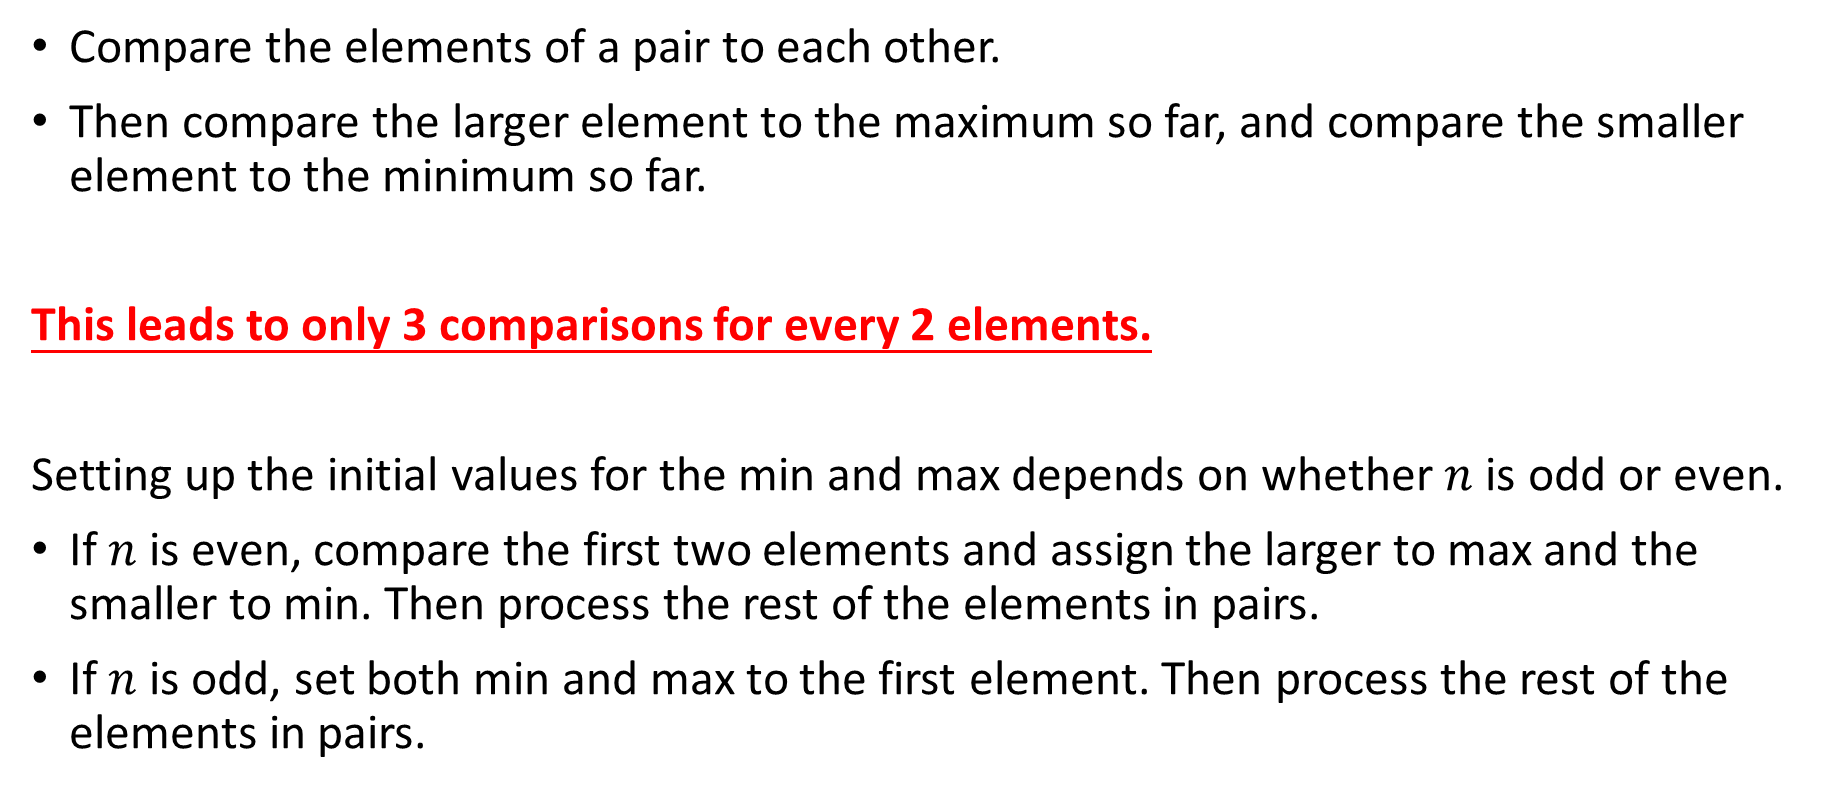 • Compare the elements of a pair to each other.
• Then compare the larger element to the maximum so far, and compare the smaller
element to the minimum so far.
This leads to only 3 comparisons for every 2 elements.
Setting up the initial values for the min and max depends on whether 𝑛 is odd or even.
• If 𝑛 is even, compare the first two elements and assign the larger to max and the
smaller to min. Then process the rest of the elements in pairs.
• If 𝑛 is odd, set both min and max to the first element. Then process the rest of the
elements in pairs.